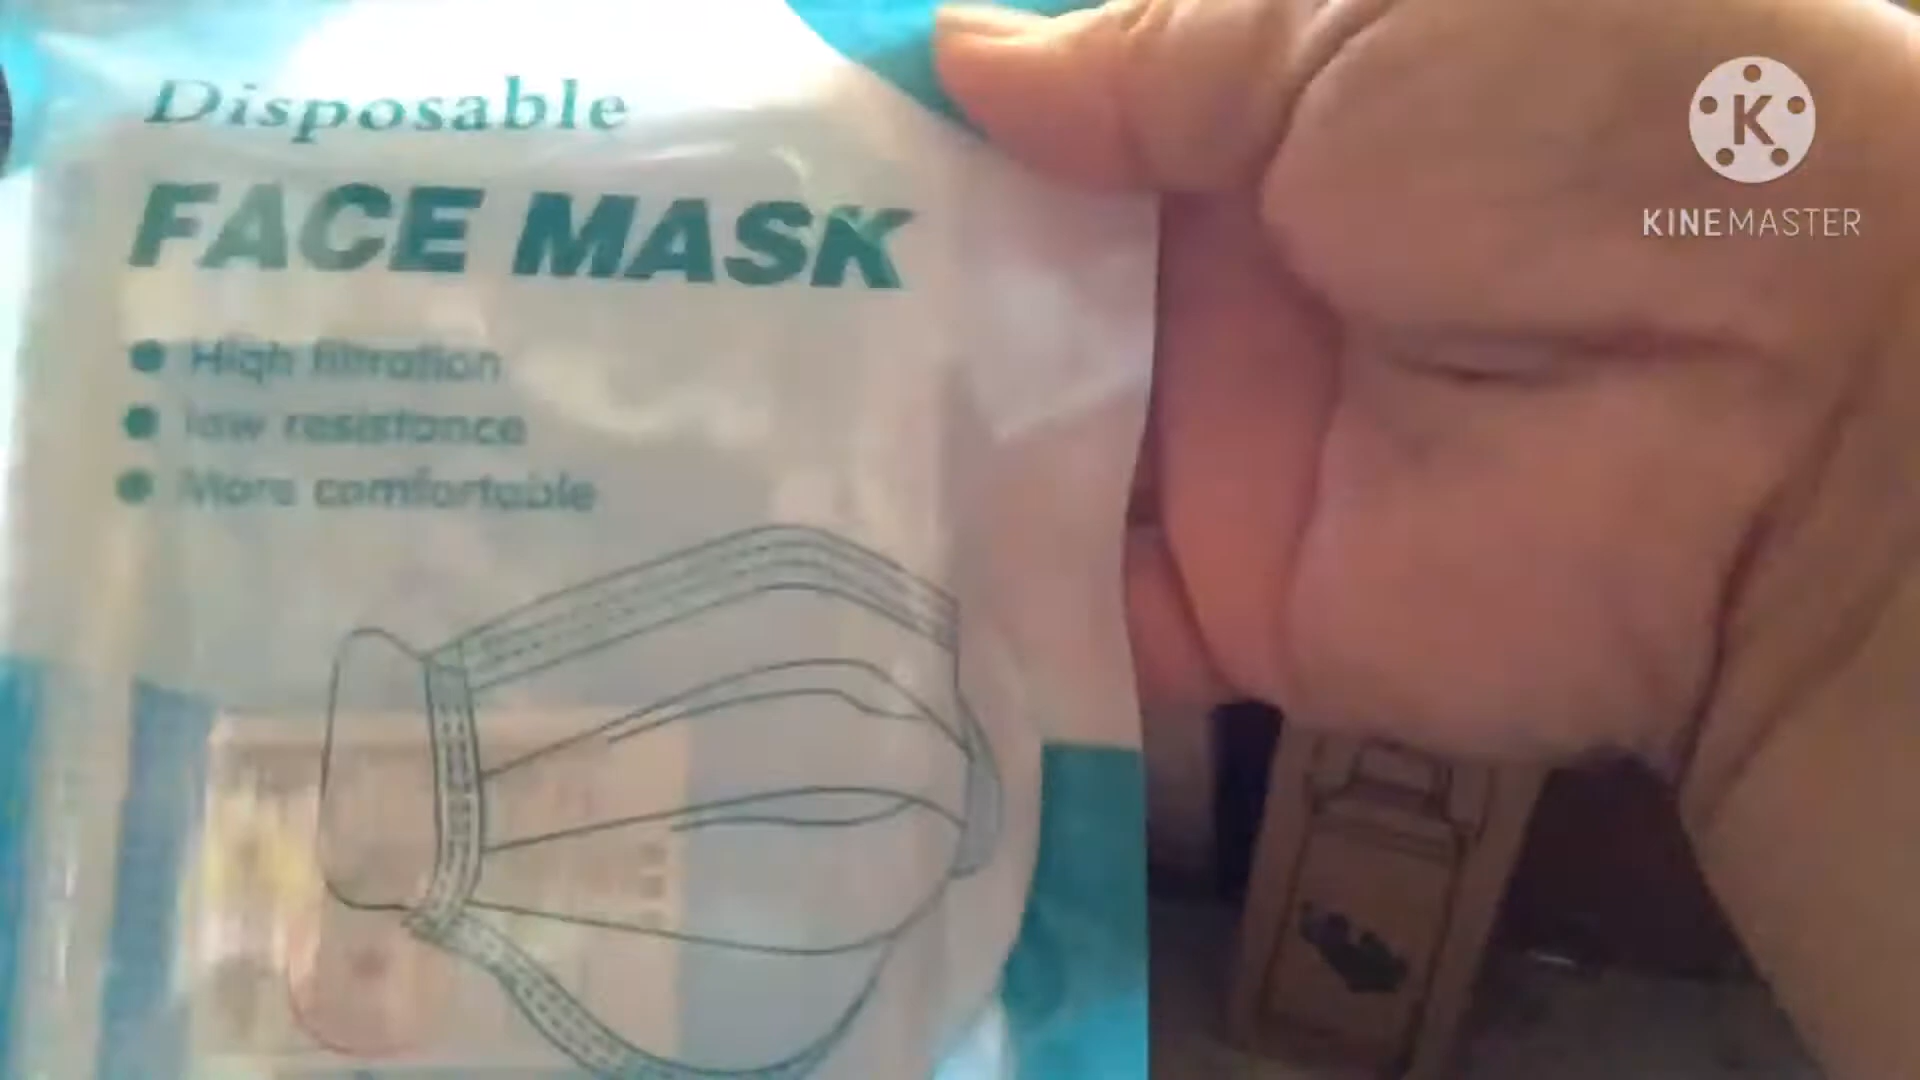 Disposable
FACE MASK
High filtration
low resistance
More comfortable
K
KINEMASTER